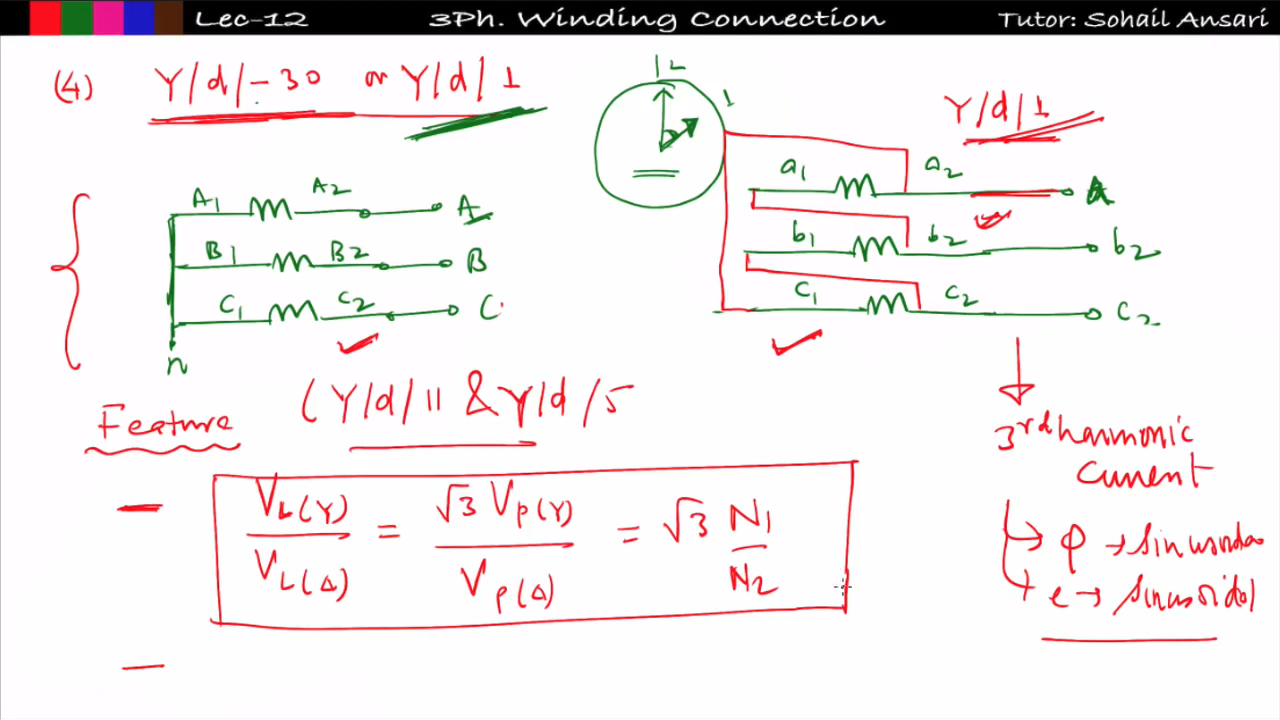 Lec-12 3Ph. Winding Connection Tutor: Sohail Ansari
(4) Y/d/-30 or Y/d/1
12
1
Y/d/1
A1 A2 A
B1 B2 B
C1 C2 C
n
a1 a2
b1 b2 b2
c1 c2 C2
Feature (Y/d/11 & Y/d/5
VL(Y) / VL(Δ) = √3 VP(Y) / VP(Δ) = √3 N1 / N2
3rd harmonic
Current
φ → sinusoida
e → sinusoidal